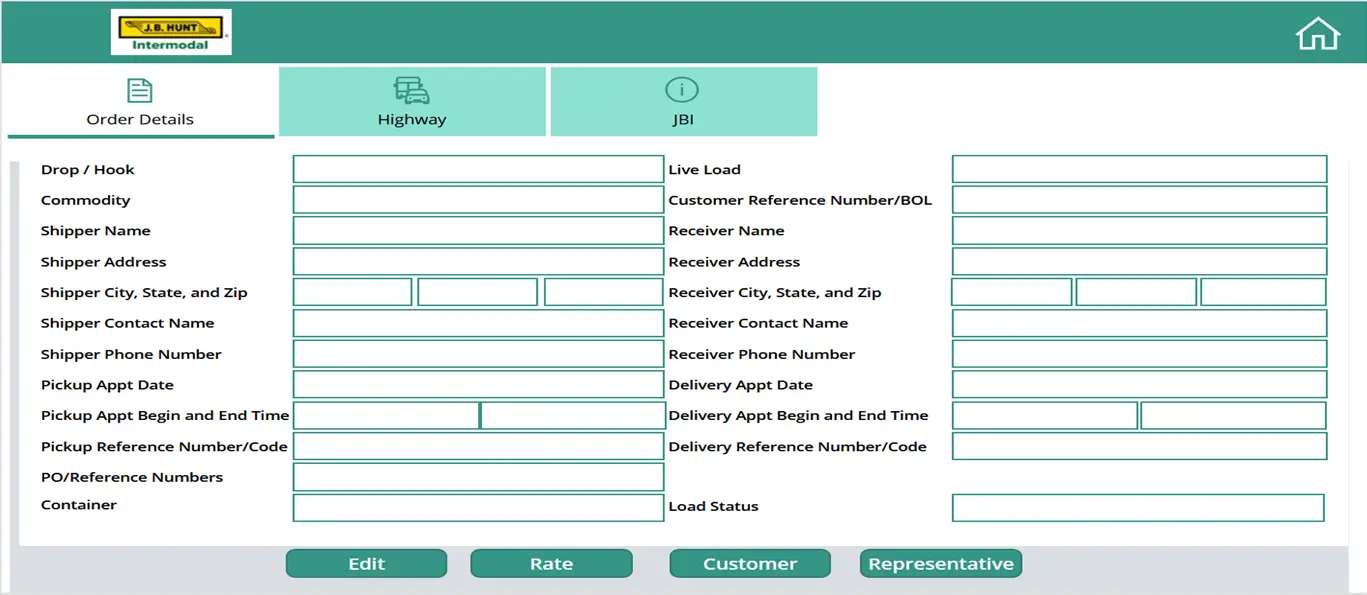 J.B. HUNT
Intermodal
Order Details
Highway
JBI
Drop / Hook
Live Load
Commodity
Customer Reference Number/BOL
Shipper Name
Receiver Name
Shipper Address
Receiver Address
Shipper City, State, and Zip
Receiver City, State, and Zip
Shipper Contact Name
Receiver Contact Name
Shipper Phone Number
Receiver Phone Number
Pickup Appt Date
Delivery Appt Date
Pickup Appt Begin and End Time
Delivery Appt Begin and End Time
Pickup Reference Number/Code
Delivery Reference Number/Code
PO/Reference Numbers
Container
Load Status
Edit
Rate
Customer
Representative